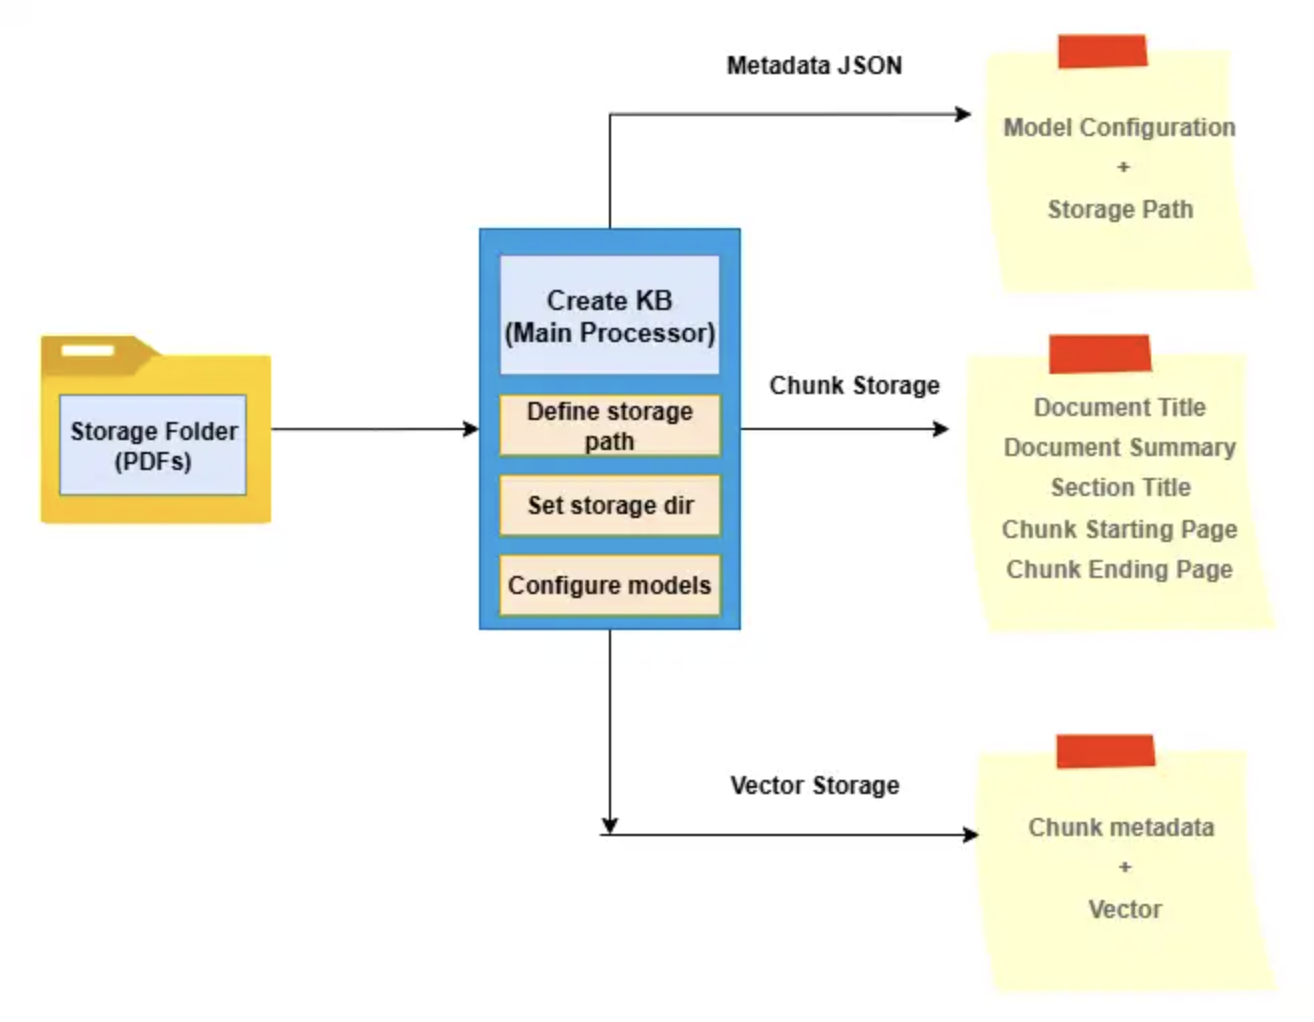 Metadata JSON
Model Configuration
+
Storage Path
Create KB
(Main Processor)
Define storage
path
Set storage dir
Configure models
Storage Folder
(PDFs)
Chunk Storage
Document Title
Document Summary
Section Title
Chunk Starting Page
Chunk Ending Page
Vector Storage
Chunk metadata
+
Vector